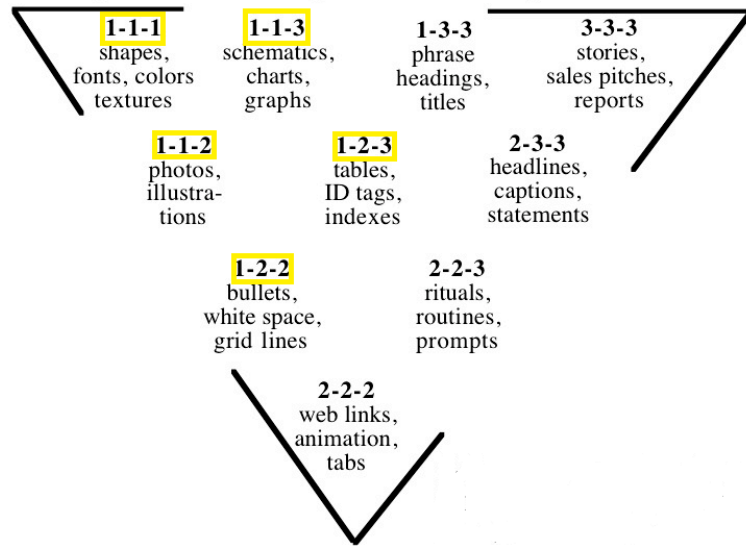 1-1-1
shapes,
fonts, colors
textures
1-1-3
schematics,
charts,
graphs
1-3-3
phrase
headings,
titles
3-3-3
stories,
sales pitches,
reports
1-1-2
photos,
illustra-
tions
1-2-3
tables,
ID tags,
indexes
2-3-3
headlines,
captions,
statements
1-2-2
bullets,
white space,
grid lines
2-2-3
rituals,
routines,
prompts
2-2-2
web links,
animation,
tabs